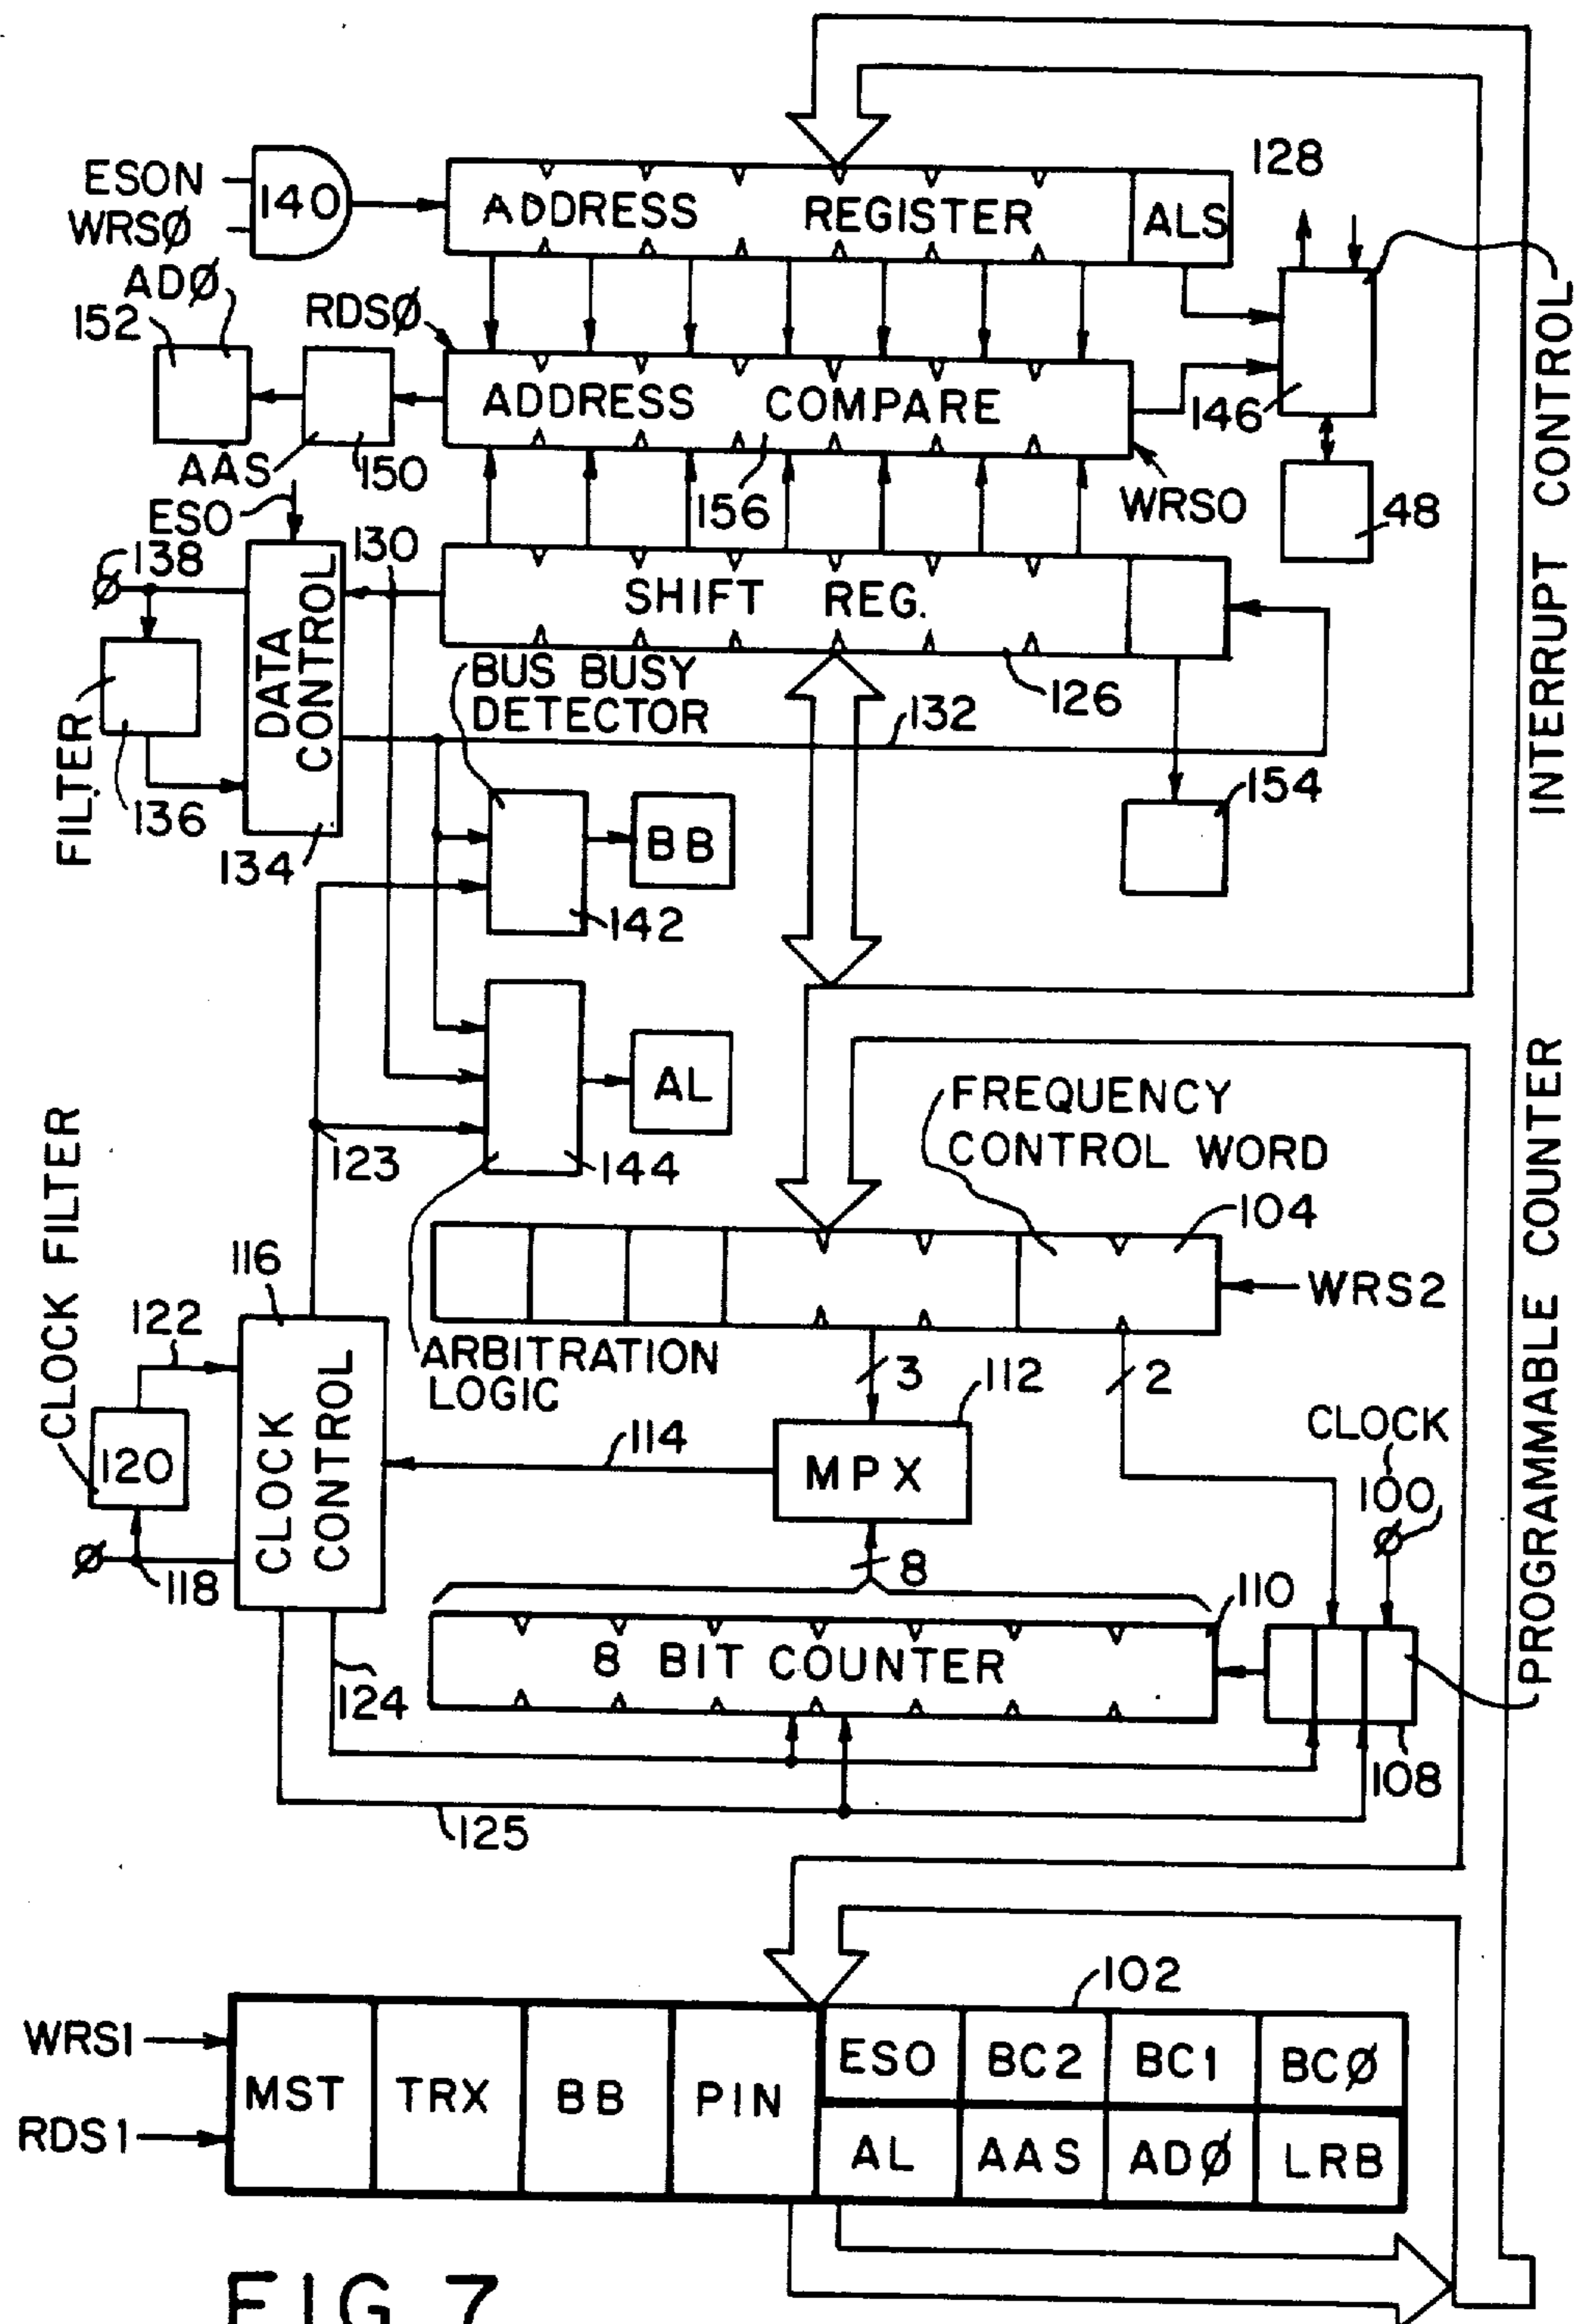 128
ESON
140
ADDRESS REGISTER
ALS
WRSØ
ADØ
152
RDSØ
ADDRESS COMPARE
146
AAS
150
156
WRSO
48
ESO
130
138
SHIFT REG.
DATA CONTROL
BUS BUSY
DETECTOR
126
132
INTERRUPT CONTROL
FILTER
136
134
154
BB
142
AL
FREQUENCY
CONTROL WORD
123
144
104
CLOCK FILTER
116
WRS2
122
ARBITRATION
LOGIC
3
112
2
PROGRAMMABLE COUNTER
CLOCK
100
120
CLOCK CONTROL
114
MPX
118
8
110
8 BIT COUNTER
124
108
125
102
WRS1
RDS1
MST
TRX
BB
PIN
ESO
BC2
BC1
BCØ
AL
AAS
ADØ
LRB
FIG 7